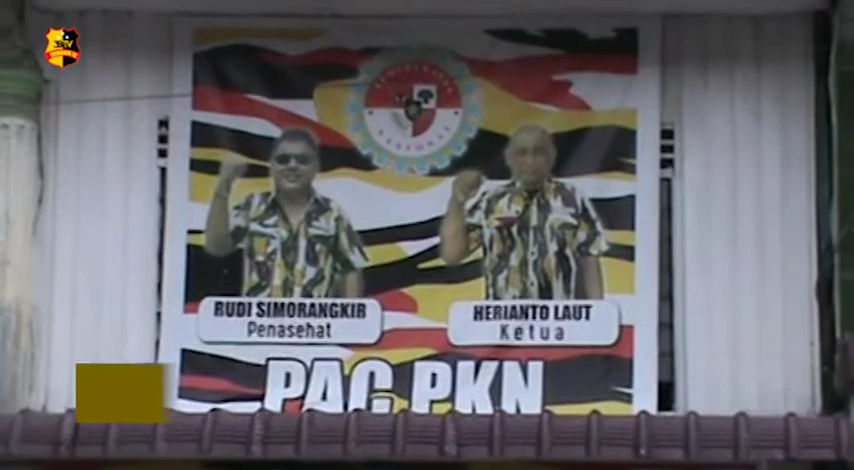 RUDI SIMORANGKIR
Penasehat
HERIANTO LAUT
Ketua
PAC PKN